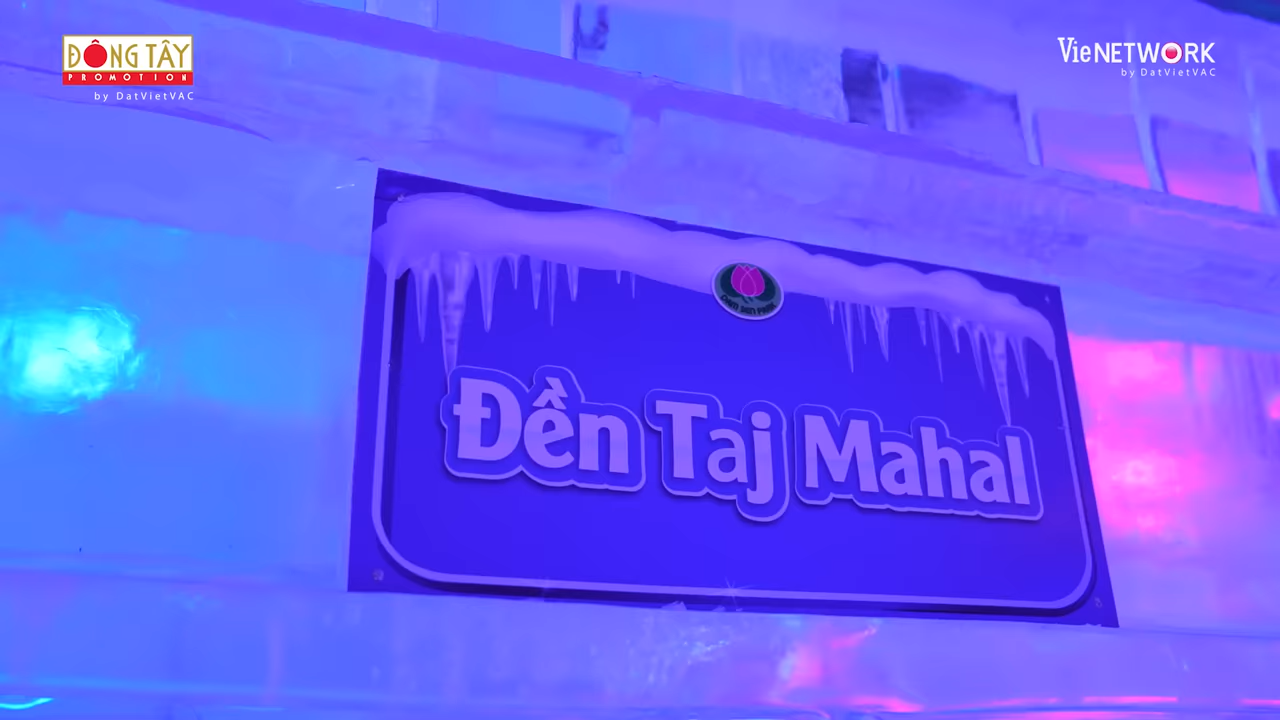 ĐÔNG TÂY
PROMOTION
by DatVietVAC
VieNETWORK
by DatVietVAC
Đền Taj Mahal